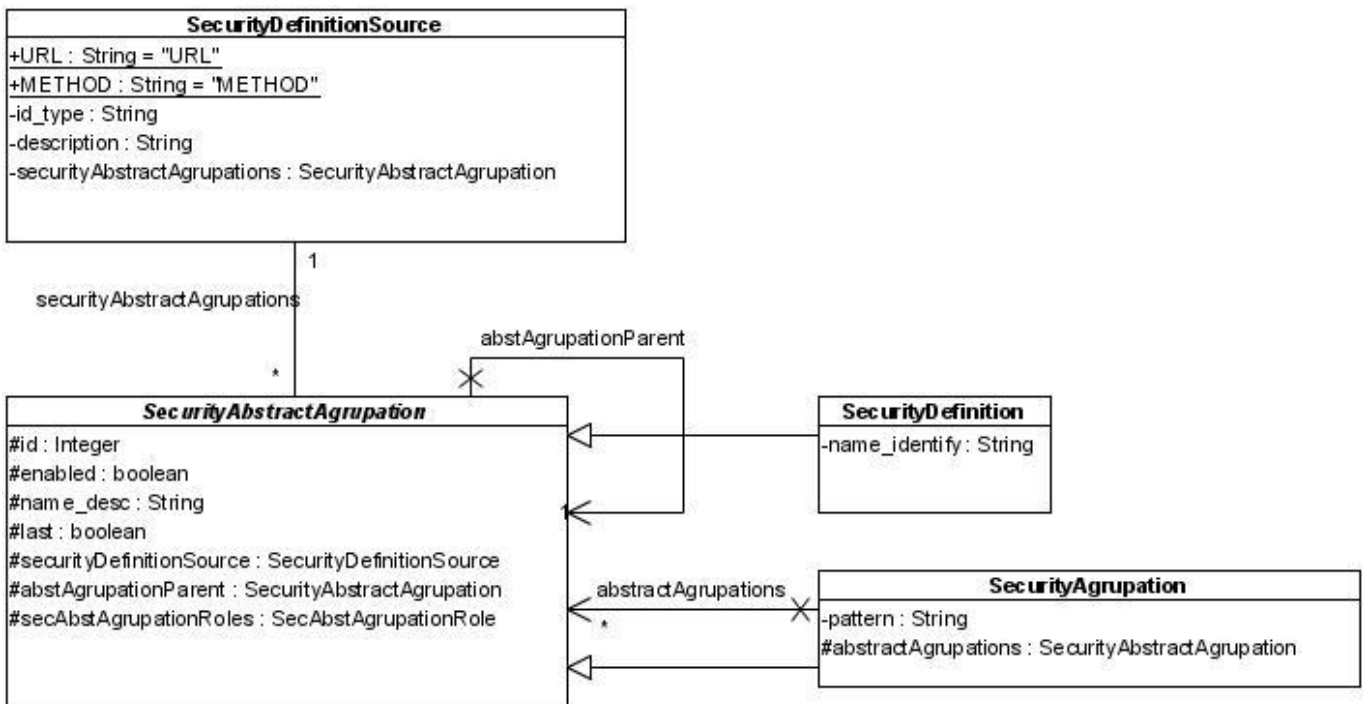 SecurityDefinitionSource
+URL : String = "URL"
+METHOD : String = "METHOD"
-id_type : String
-description : String
-securityAbstractAgrupations : SecurityAbstractAgrupation
1
securityAbstractAgrupations
*
abstAgrupationParent
SecurityAbstractAgrupation
#id : Integer
#enabled : boolean
#name_desc : String
#last : boolean
#securityDefinitionSource : SecurityDefinitionSource
#abstAgrupationParent : SecurityAbstractAgrupation
#secAbstAgrupationRoles : SecAbstAgrupationRole
1
SecurityDefinition
-name_identify : String
abstractAgrupations
*
SecurityAgrupation
-pattern : String
#abstractAgrupations : SecurityAbstractAgrupation